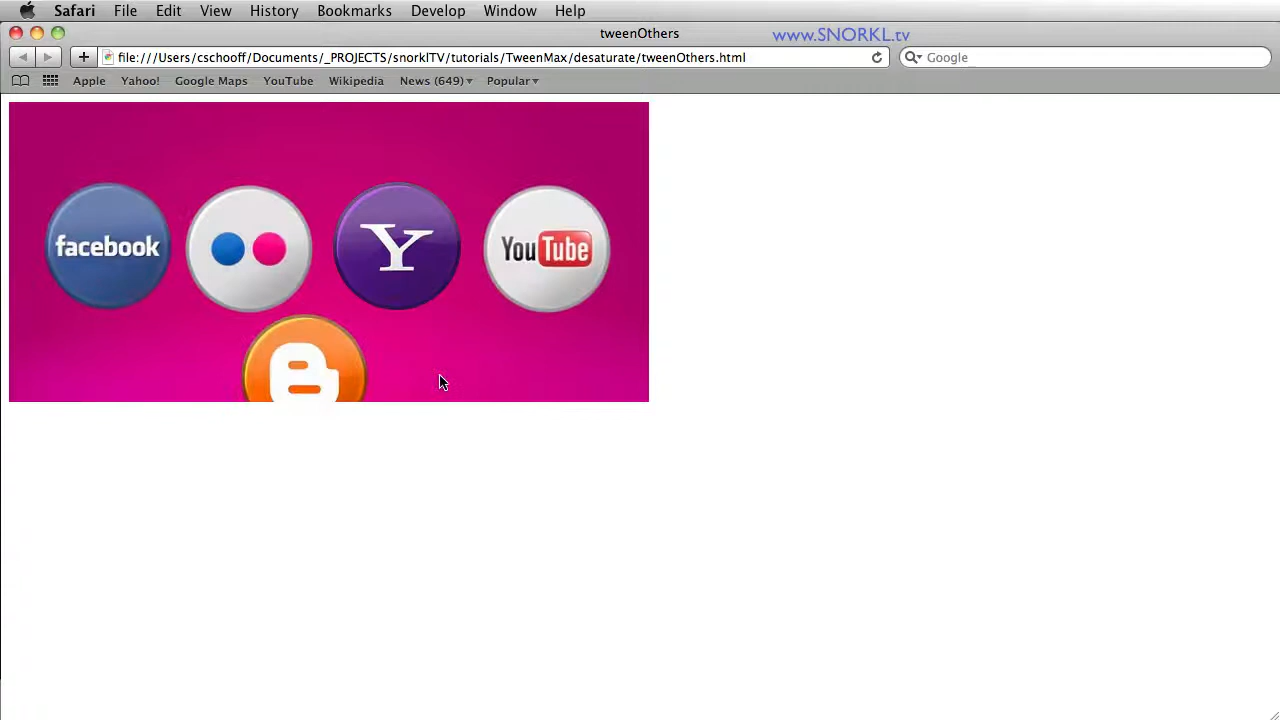 Safari File Edit View History Bookmarks Develop Window Help
tweenOthers
www.SNORKL.tv
file:///Users/cschooff/Documents/_PROJECTS/snorklTV/tutorials/TweenMax/desaturate/tweenOthers.html
Google
Apple Yahoo! Google Maps YouTube Wikipedia News (649) Popular
facebook
Y
YouTube
B